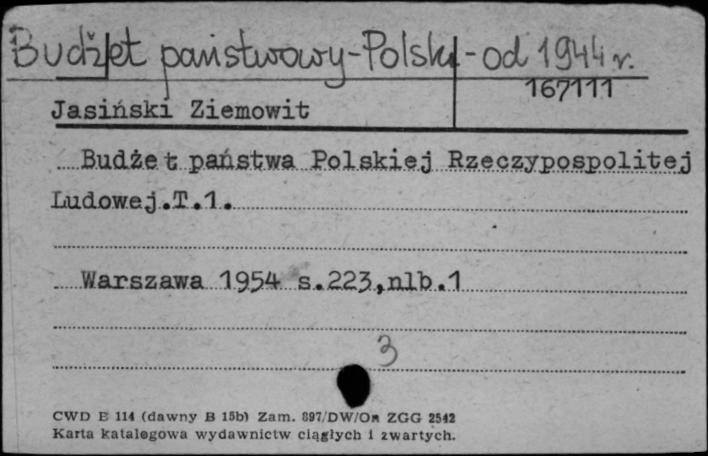 Budżet państwowy-Polska-od 1944 r.
167111
Jasiński Ziemowit
Budżet państwa Polskiej Rzeczypospolitej
Ludowej.T.1.
Warszawa 1954 s.223,nlb.1
3
CWD B 114 (dawny B 15b) Zam. 897/DW/Om ZGG 2542
Karta katalogowa wydawnictw ciągłych i zwartych.